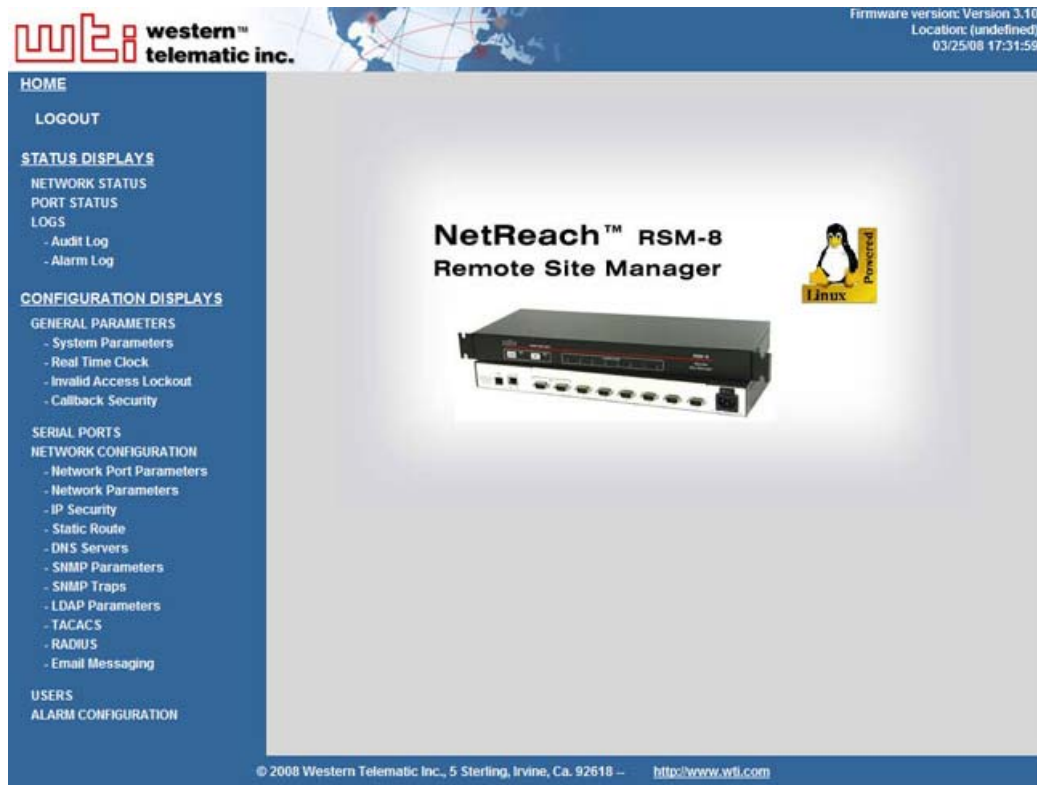 wti western™
telematic inc.
Firmware version: Version 3.10
Location: (undefined)
03/25/08 17:31:59
HOME
LOGOUT
STATUS DISPLAYS
NETWORK STATUS
PORT STATUS
LOGS
- Audit Log
- Alarm Log
CONFIGURATION DISPLAYS
GENERAL PARAMETERS
- System Parameters
- Real Time Clock
- Invalid Access Lockout
- Callback Security
SERIAL PORTS
NETWORK CONFIGURATION
- Network Port Parameters
- Network Parameters
- IP Security
- Static Route
- DNS Servers
- SNMP Parameters
- SNMP Traps
- LDAP Parameters
- TACACS
- RADIUS
- Email Messaging
USERS
ALARM CONFIGURATION
NetReach™ RSM-8
Remote Site Manager
Linux
Powered
© 2008 Western Telematic Inc., 5 Sterling, Irvine, Ca. 92618 -- http://www.wti.com